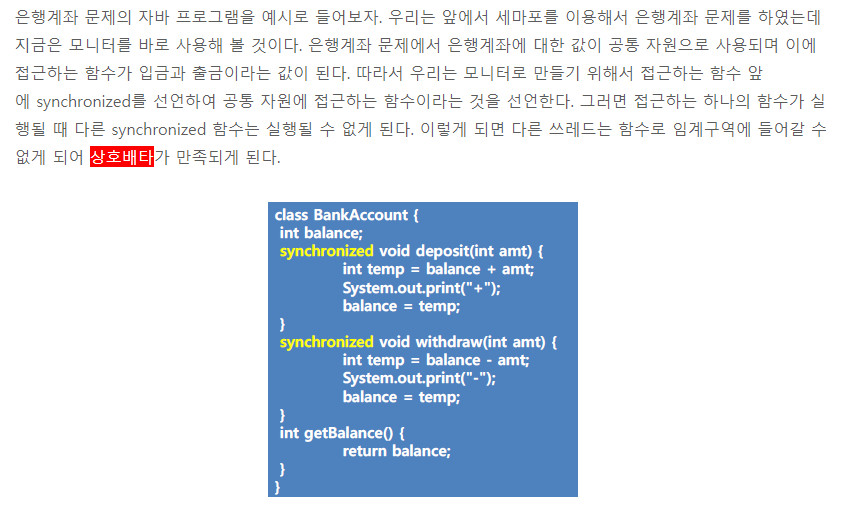 은행계좌 문제의 자바 프로그램을 예시로 들어보자. 우리는 앞에서 세마포를 이용해서 은행계좌 문제를 하였는데
지금은 모니터를 바로 사용해 볼 것이다. 은행계좌 문제에서 은행계좌에 대한 값이 공통 자원으로 사용되며 이에
접근하는 함수가 입금과 출금이라는 값이 된다. 따라서 우리는 모니터로 만들기 위해서 접근하는 함수 앞
에 synchronized를 선언하여 공통 자원에 접근하는 함수이라는 것을 선언한다. 그러면 접근하는 하나의 함수가 실
행될 때 다른 synchronized 함수는 실행될 수 없게 된다. 이렇게 되면 다른 쓰레드는 함수로 임계구역에 들어갈 수
없게 되어 상호배타가 만족되게 된다.
class BankAccount {
int balance;
synchronized void deposit(int amt) {
int temp = balance + amt;
System.out.print("+");
balance = temp;
}
synchronized void withdraw(int amt) {
int temp = balance - amt;
System.out.print("-");
balance = temp;
}
int getBalance() {
return balance;
}
}